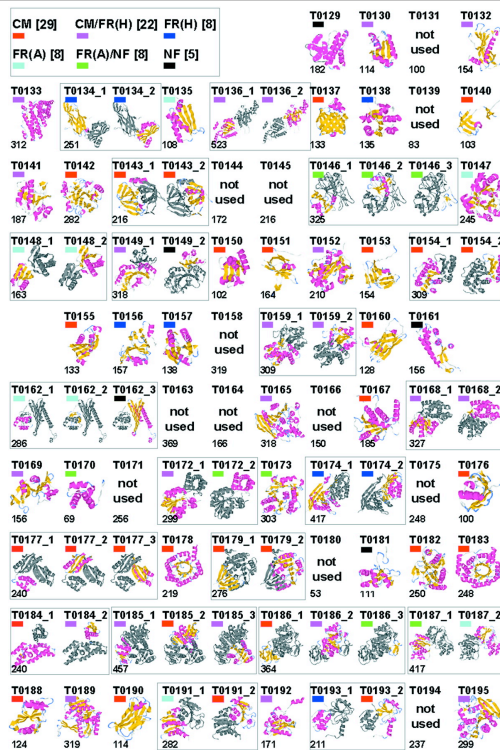 CM [29] CM/FR(H) [22] FR(H) [8]
FR(A) [8] FR(A)/NF [8] NF [5]
T0129 T0130 T0131 T0132
not
used
182 114 100 154
T0133 T0134_1 T0134_2 T0135 T0136_1 T0136_2 T0137 T0138 T0139 T0140
not
used
312 251 108 523 133 135 83 103
T0141 T0142 T0143_1 T0143_2 T0144 T0145 T0146_1 T0146_2 T0146_3 T0147
not not
used used
187 282 216 172 216 325 245
T0148_1 T0148_2 T0149_1 T0149_2 T0150 T0151 T0152 T0153 T0154_1 T0154_2
163 318 102 164 210 154 309
T0155 T0156 T0157 T0158 T0159_1 T0159_2 T0160 T0161
not
used
133 157 138 319 309 128 156
T0162_1 T0162_2 T0162_3 T0163 T0164 T0165 T0166 T0167 T0168_1 T0168_2
not not not
used used used
286 369 166 318 150 185 327
T0169 T0170 T0171 T0172_1 T0172_2 T0173 T0174_1 T0174_2 T0175 T0176
not not
used used
156 69 256 299 303 417 248 100
T0177_1 T0177_2 T0177_3 T0178 T0179_1 T0179_2 T0180 T0181 T0182 T0183
not
used
240 219 276 53 111 250 248
T0184_1 T0184_2 T0185_1 T0185_2 T0185_3 T0186_1 T0186_2 T0186_3 T0187_1 T0187_2
240 457 364 417
T0188 T0189 T0190 T0191_1 T0191_2 T0192 T0193_1 T0193_2 T0194 T0195
not
used
124 319 114 282 171 211 237 299